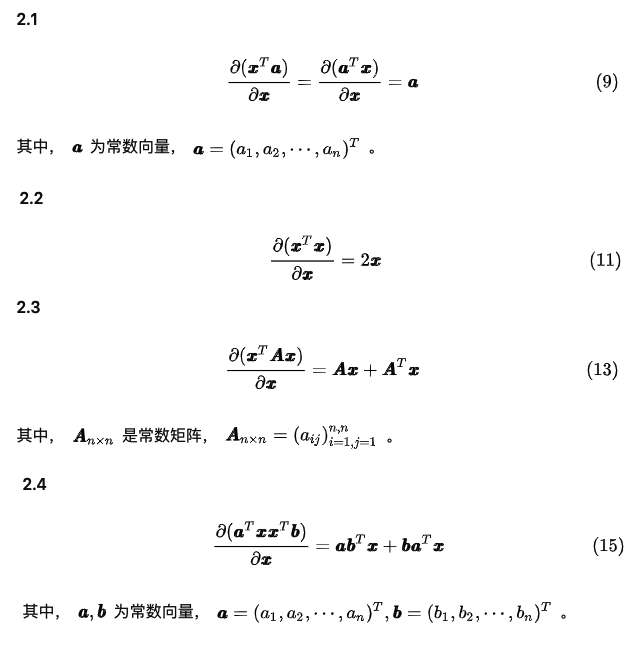 2.1
$$\frac{\partial(\boldsymbol{x}^T\boldsymbol{a})}{\partial\boldsymbol{x}} = \frac{\partial(\boldsymbol{a}^T\boldsymbol{x})}{\partial\boldsymbol{x}} = \boldsymbol{a} \quad (9)$$
其中， $\boldsymbol{a}$ 为常数向量， $\boldsymbol{a} = (a_1, a_2, \cdots, a_n)^T$ 。
2.2
$$\frac{\partial(\boldsymbol{x}^T\boldsymbol{x})}{\partial\boldsymbol{x}} = 2\boldsymbol{x} \quad (11)$$
2.3
$$\frac{\partial(\boldsymbol{x}^T\boldsymbol{A}\boldsymbol{x})}{\partial\boldsymbol{x}} = \boldsymbol{A}\boldsymbol{x} + \boldsymbol{A}^T\boldsymbol{x} \quad (13)$$
其中， $\boldsymbol{A}_{n\times n}$ 是常数矩阵， $\boldsymbol{A}_{n\times n} = (a_{ij})_{i=1,j=1}^{n,n}$ 。
2.4
$$\frac{\partial(\boldsymbol{a}^T\boldsymbol{x}\boldsymbol{x}^T\boldsymbol{b})}{\partial\boldsymbol{x}} = \boldsymbol{a}\boldsymbol{b}^T\boldsymbol{x} + \boldsymbol{b}\boldsymbol{a}^T\boldsymbol{x} \quad (15)$$
其中， $\boldsymbol{a}, \boldsymbol{b}$ 为常数向量， $\boldsymbol{a} = (a_1, a_2, \cdots, a_n)^T, \boldsymbol{b} = (b_1, b_2, \cdots, b_n)^T$ 。